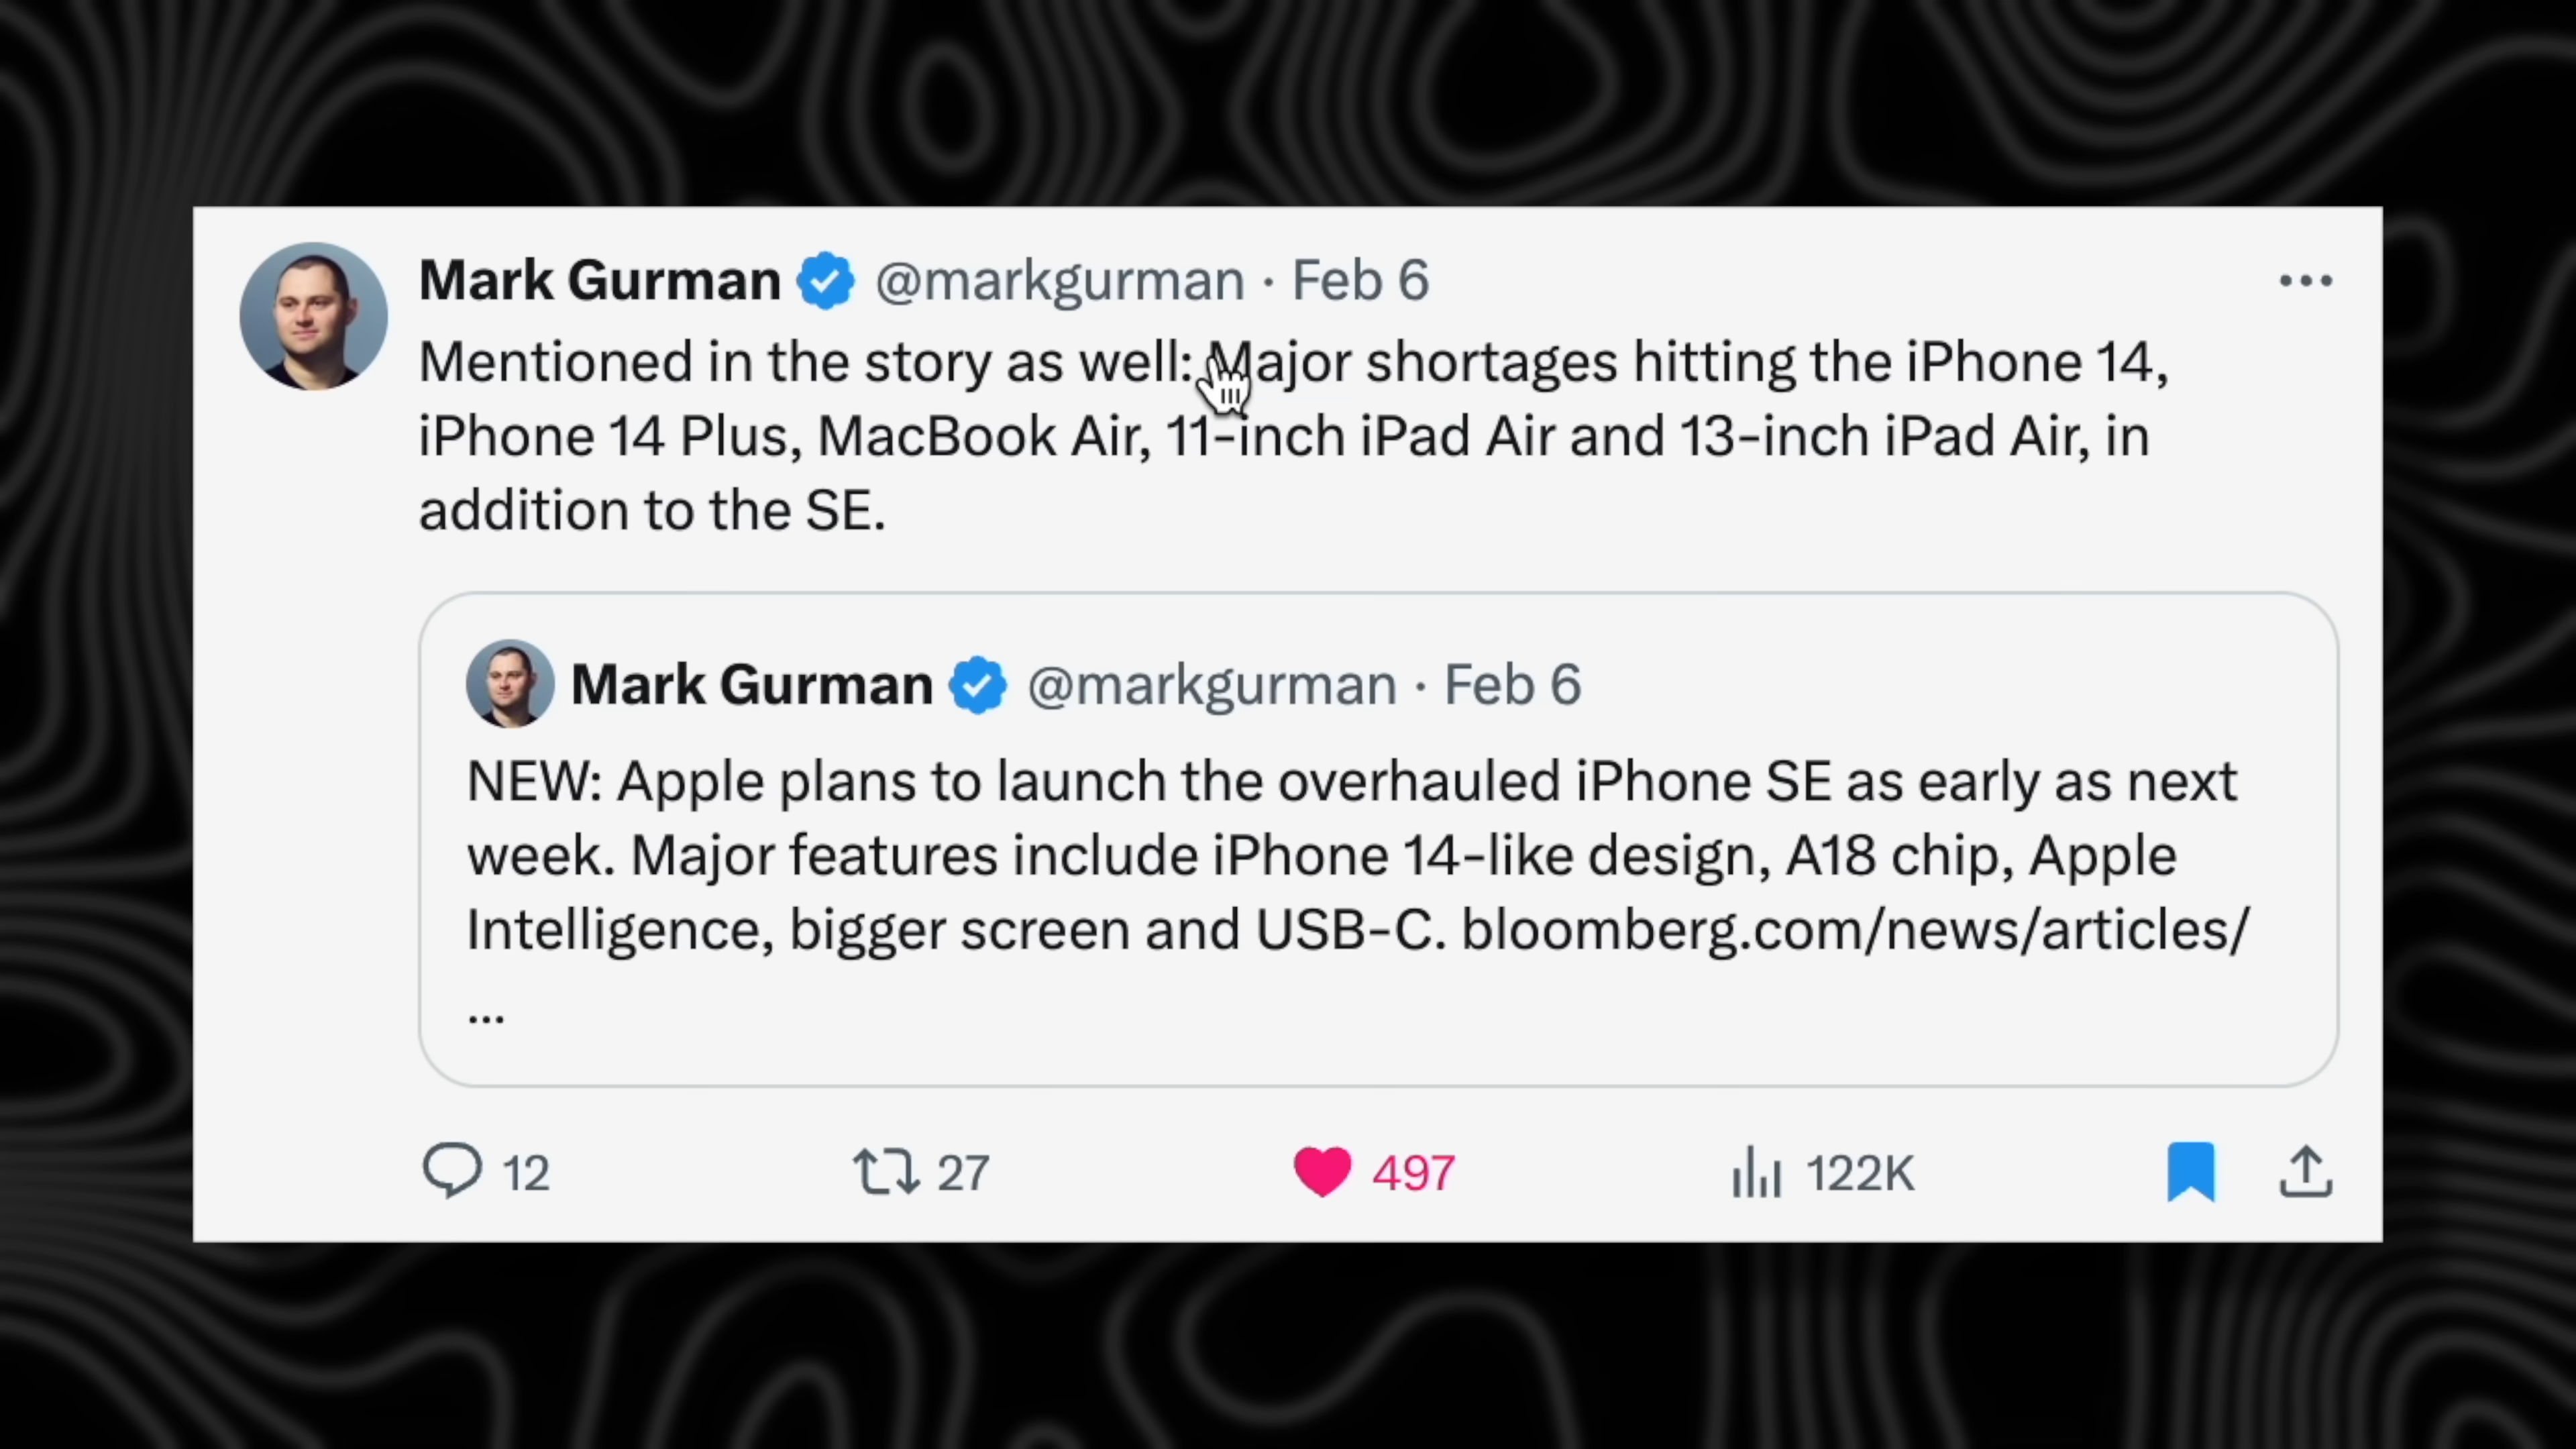 Mark Gurman @markgurman · Feb 6
Mentioned in the story as well: Major shortages hitting the iPhone 14,
iPhone 14 Plus, MacBook Air, 11-inch iPad Air and 13-inch iPad Air, in
addition to the SE.
Mark Gurman @markgurman · Feb 6
NEW: Apple plans to launch the overhauled iPhone SE as early as next
week. Major features include iPhone 14-like design, A18 chip, Apple
Intelligence, bigger screen and USB-C. bloomberg.com/news/articles/
...
12 27 497 122K